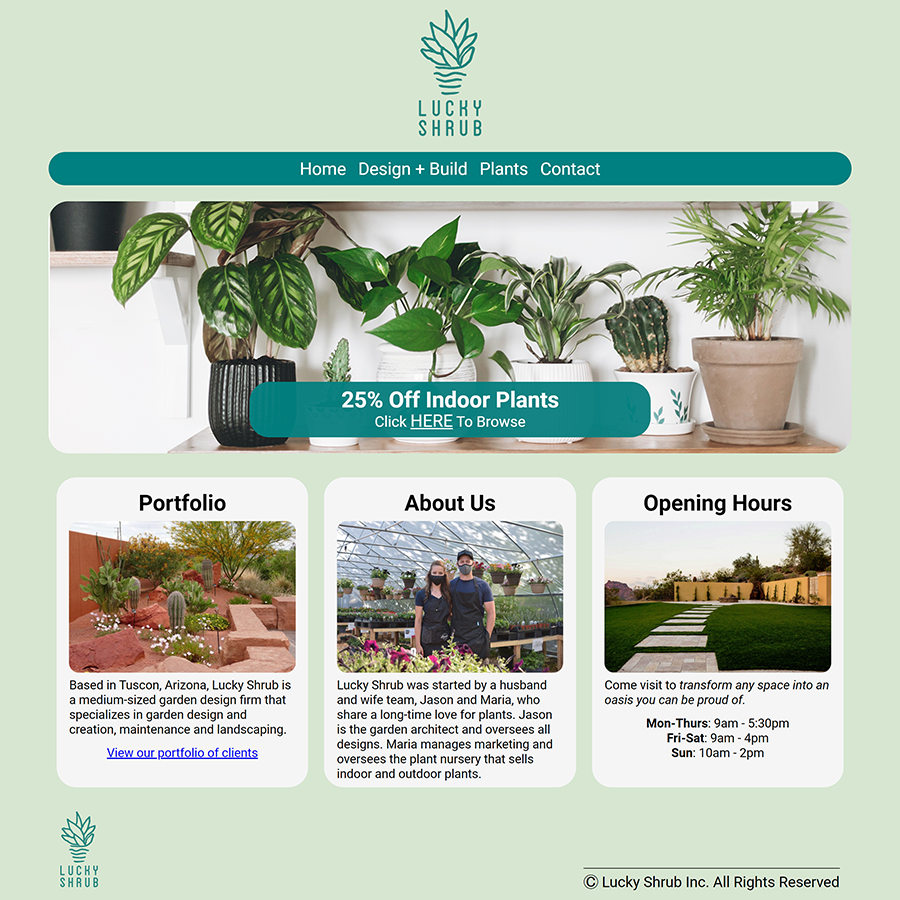 LUCKY
SHRUB
Home Design + Build Plants Contact
25% Off Indoor Plants
Click HERE To Browse
Portfolio
Based in Tuscon, Arizona, Lucky Shrub is
a medium-sized garden design firm that
specializes in garden design and
creation, maintenance and landscaping.
View our portfolio of clients
About Us
Lucky Shrub was started by a husband
and wife team, Jason and Maria, who
share a long-time love for plants. Jason
is the garden architect and oversees all
designs. Maria manages marketing and
oversees the plant nursery that sells
indoor and outdoor plants.
Opening Hours
Come visit to transform any space into an
oasis you can be proud of.
Mon-Thurs: 9am - 5:30pm
Fri-Sat: 9am - 4pm
Sun: 10am - 2pm
LUCKY
SHRUB
© Lucky Shrub Inc. All Rights Reserved